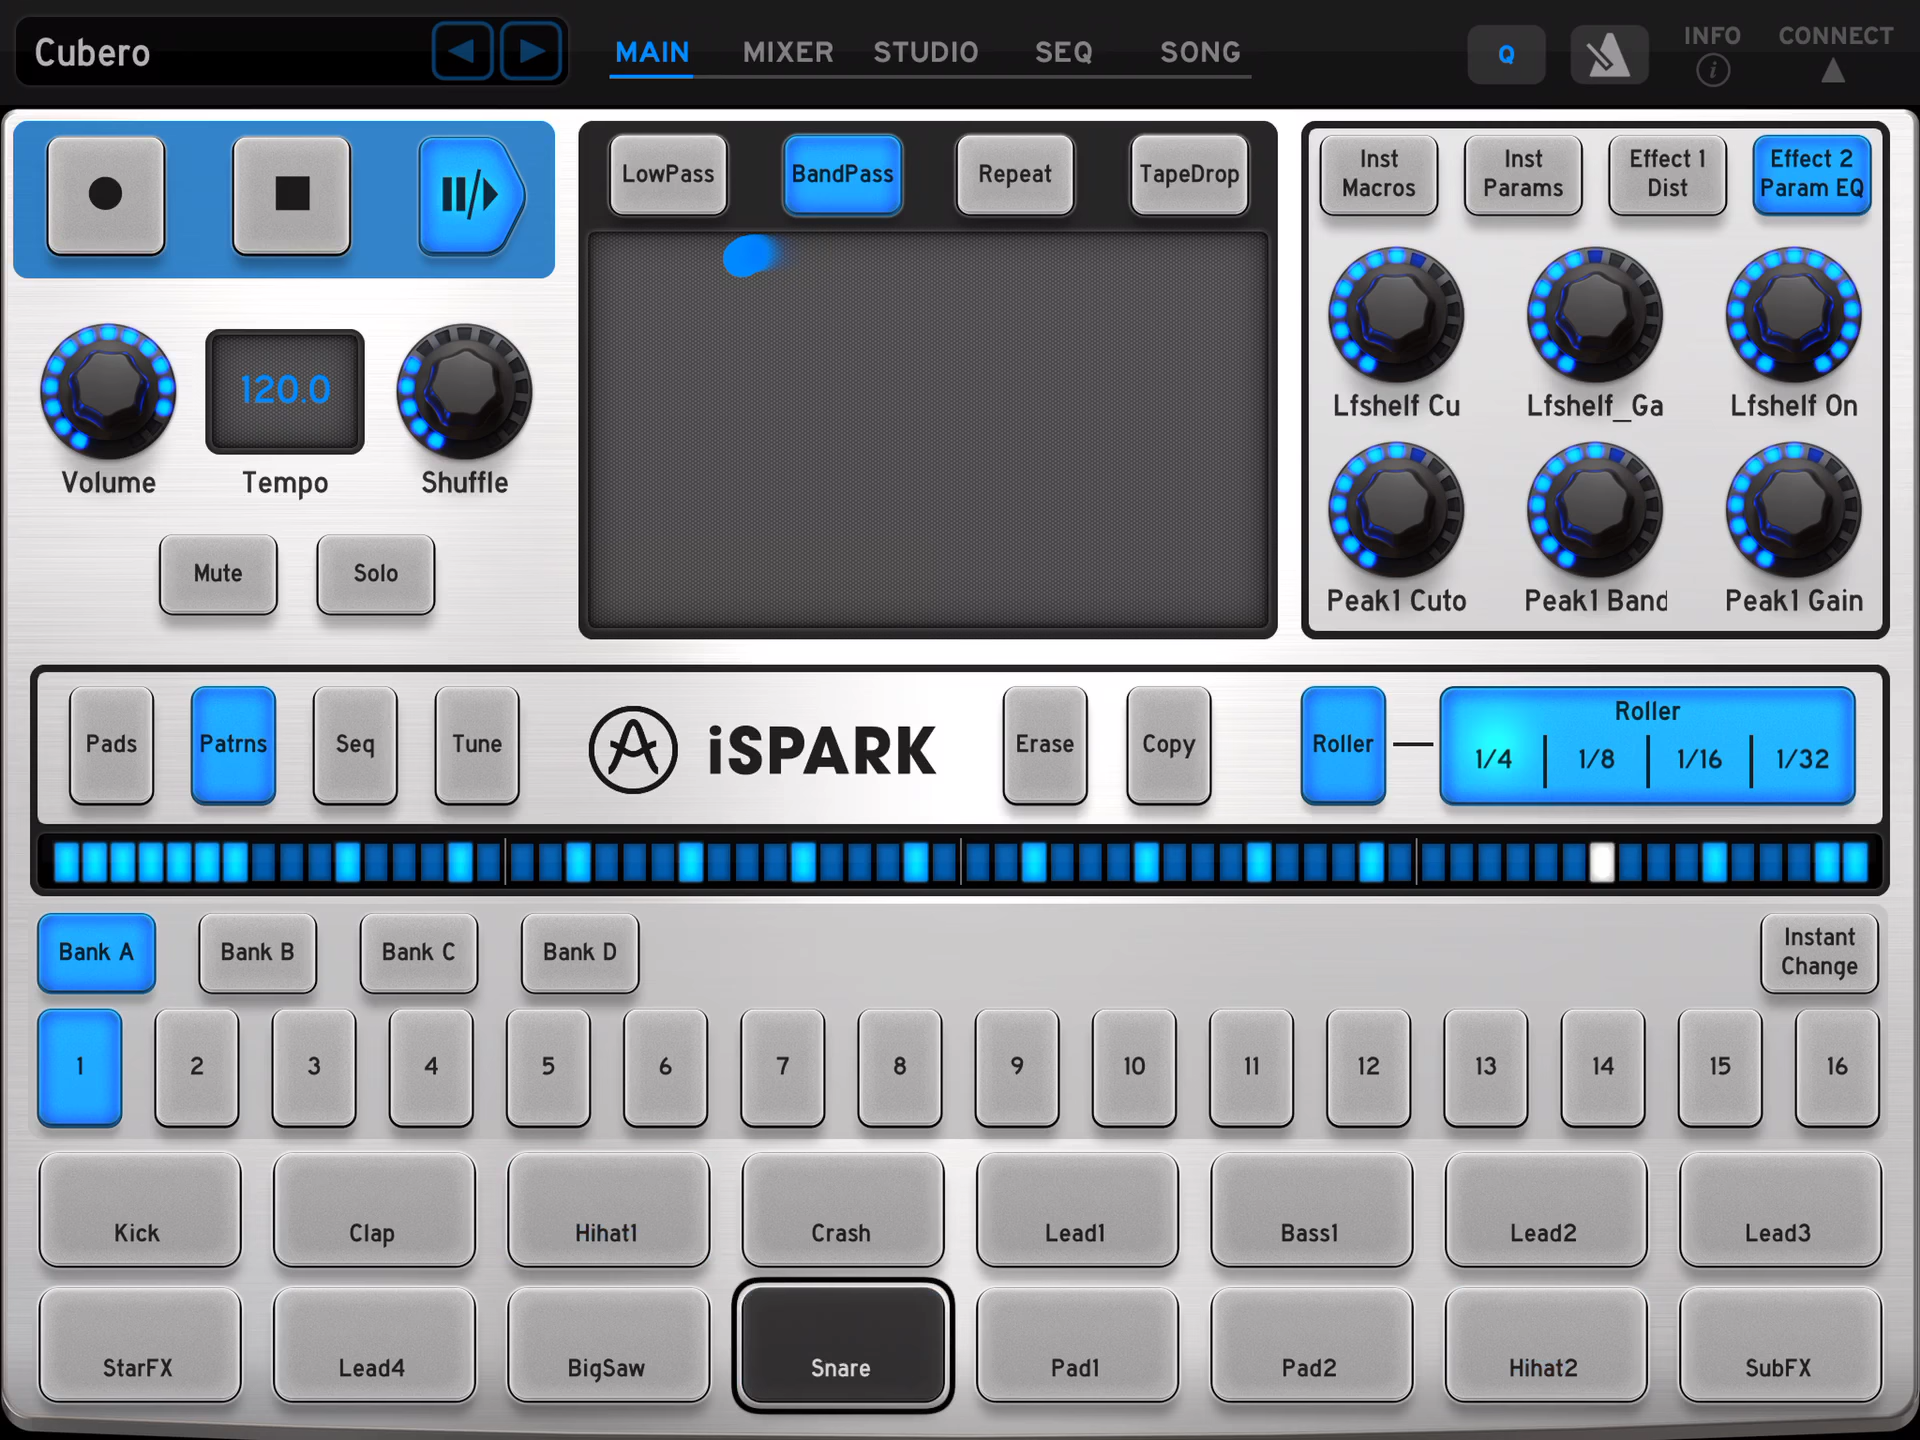 Cubero
MAIN MIXER STUDIO SEQ SONG
Q
INFO
CONNECT
LowPass BandPass Repeat TapeDrop
Inst
Macros
Inst
Params
Effect 1
Dist
Effect 2
Param EQ
120.0
Volume Tempo Shuffle
Mute Solo
Lfshelf Cu Lfshelf_Ga Lfshelf On
Peak1 Cuto Peak1 Band Peak1 Gain
Pads Patrns Seq Tune
iSPARK
Erase Copy
Roller
Roller
1/4 1/8 1/16 1/32
Bank A Bank B Bank C Bank D
Instant
Change
1 2 3 4 5 6 7 8 9 10 11 12 13 14 15 16
Kick Clap Hihat1 Crash Lead1 Bass1 Lead2 Lead3
StarFX Lead4 BigSaw Snare Pad1 Pad2 Hihat2 SubFX